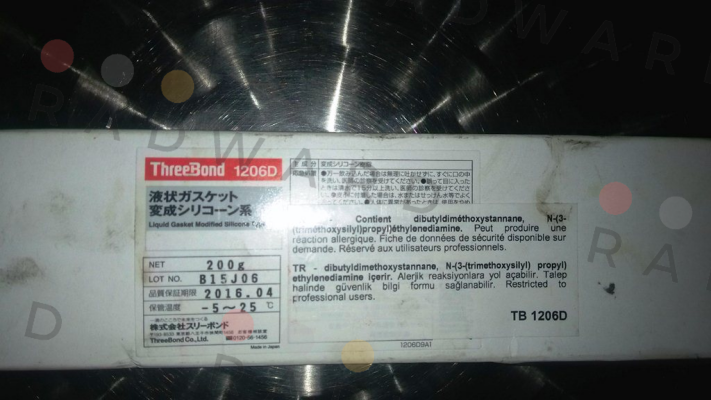 ThreeBond 1206D
液状ガスケット
変成シリコーン系
Liquid Gasket Modified Silicone Type
NET 200g
LOT NO. B15J06
品質保証期限 2016.04
保管温度 -5～25℃
株式会社スリーボンド
ThreeBond Co., Ltd.
Made in Japan
Contient dibutyldiméthoxystannane, N-(3-
(triméthoxysilyl)propyl)éthylenediamine. Peut produire une
réaction allergique. Fiche de données de sécurité disponible sur
demande. Réservé aux utilisateurs professionnels.
TR - dibutyldimethoxystannane, N-(3-(trimethoxysilyl) propyl)
ethylenediamine içerir. Alerjik reaksiyonlara yol açabilir. Talep
halinde güvenlik bilgi formu sağlanabilir. Restricted to
professional users.
TB 1206D
120609A1
RADWARD